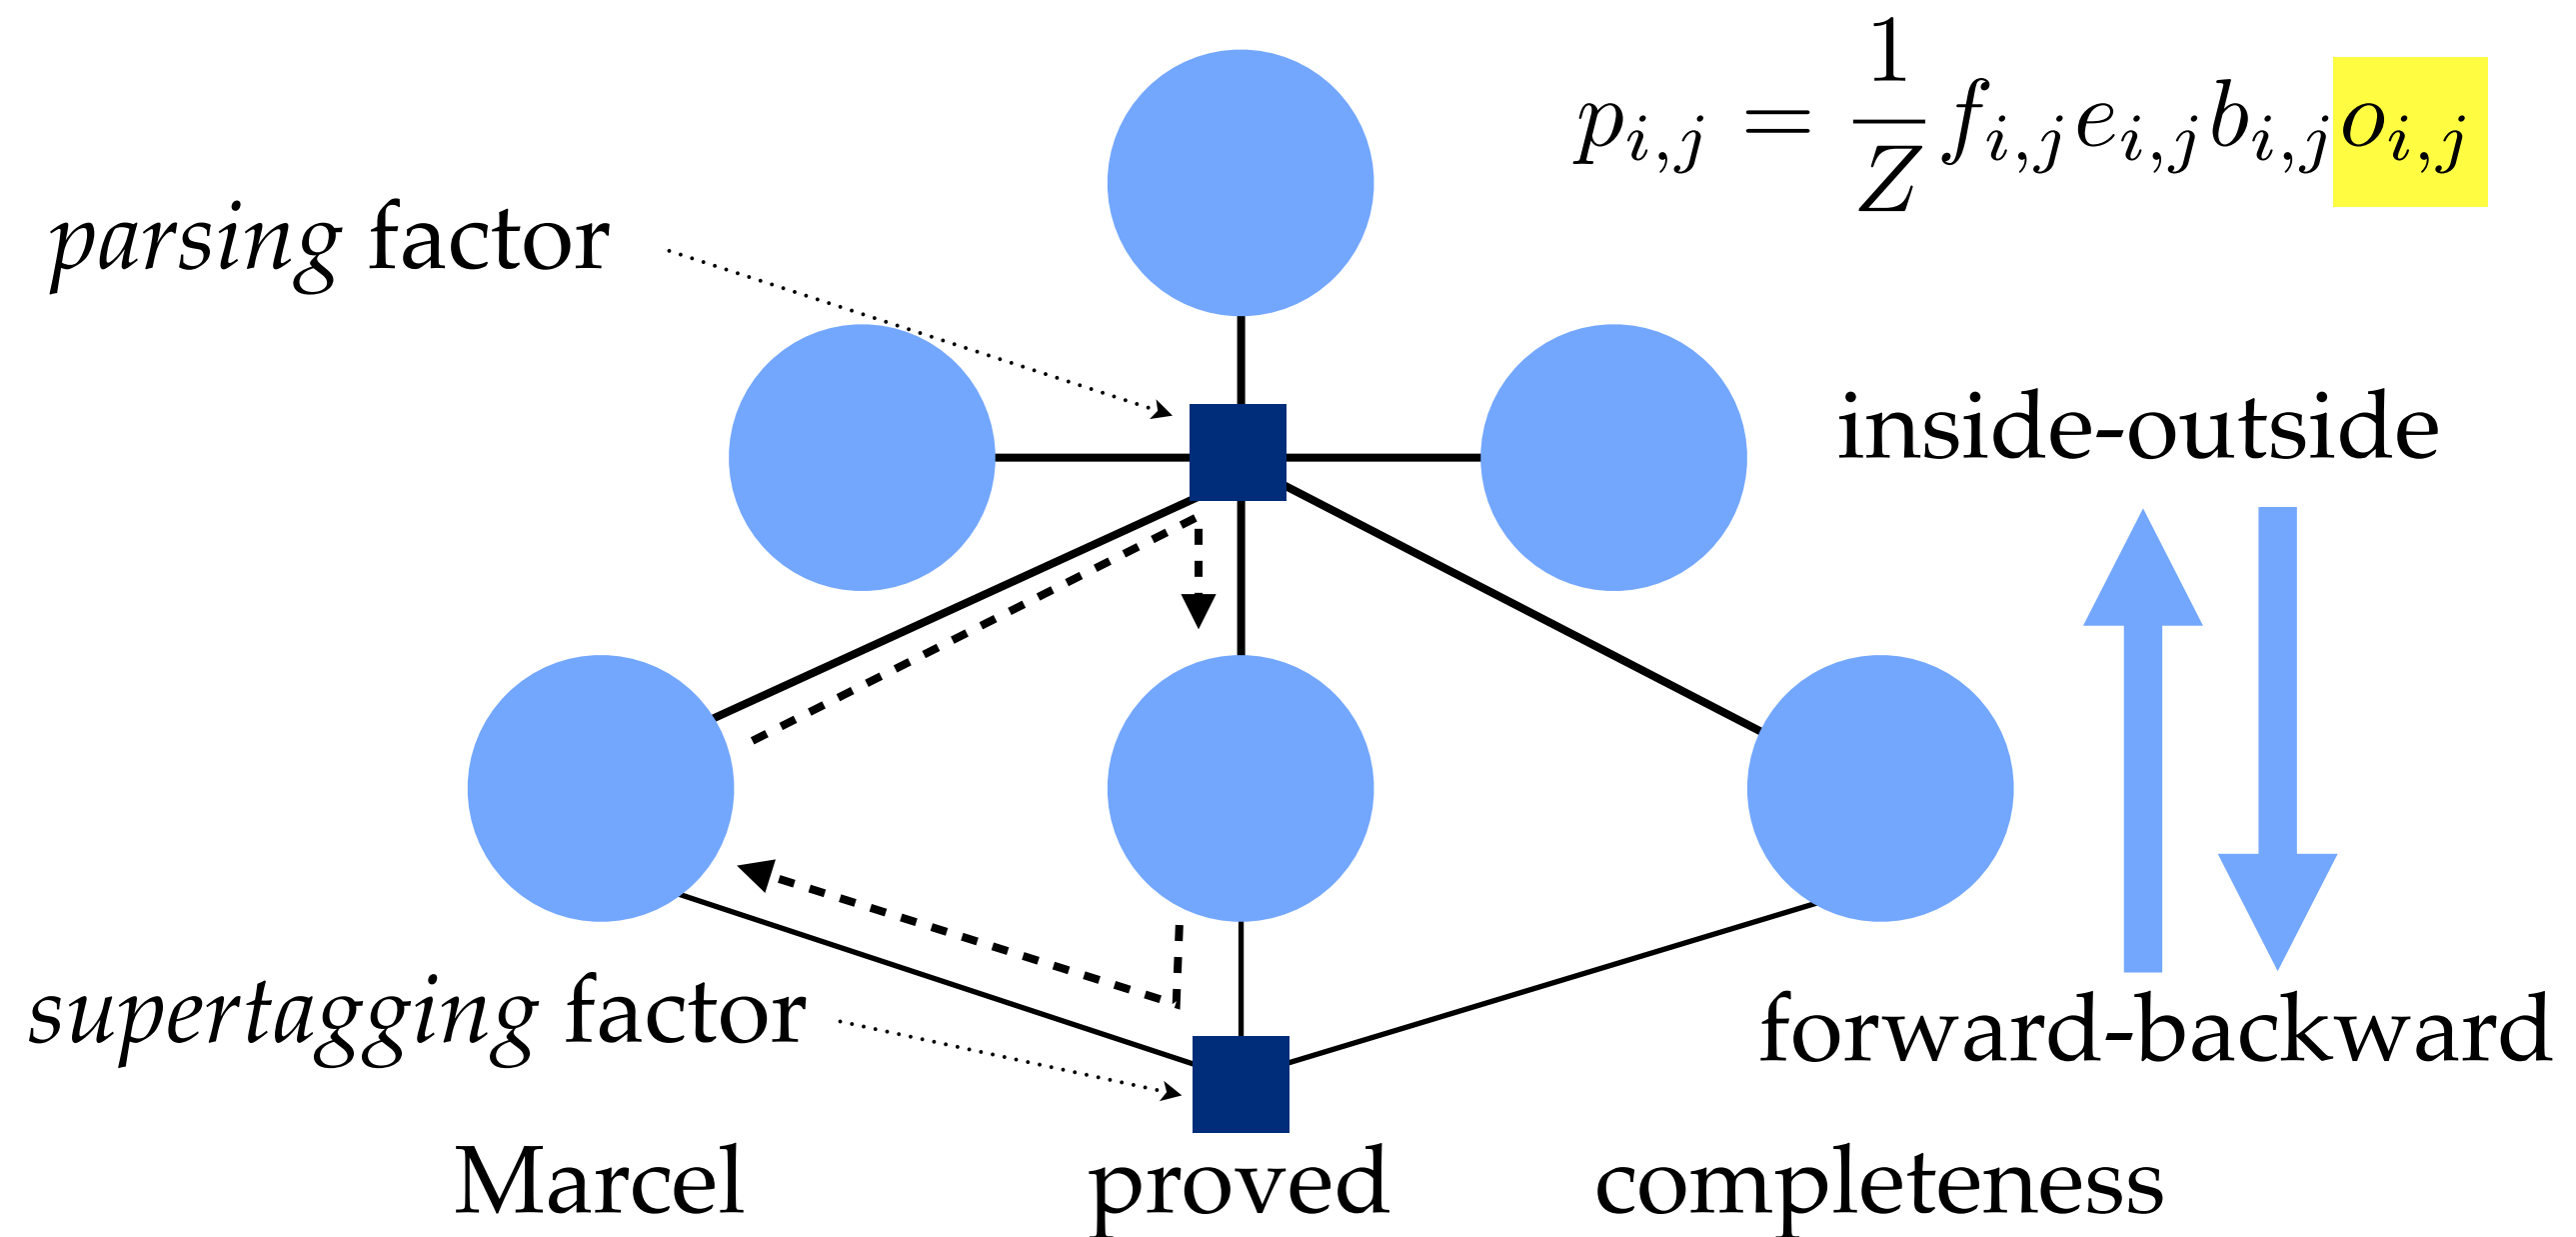 p_{i,j} = \frac{1}{Z} f_{i,j} e_{i,j} b_{i,j} o_{i,j}
parsing factor
inside-outside
supertagging factor
forward-backward
Marcel proved completeness